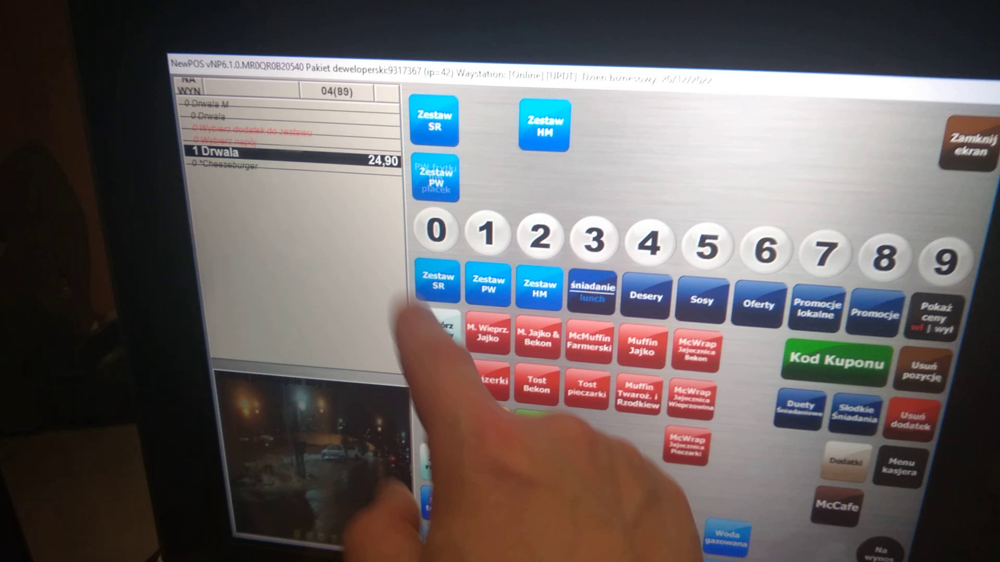 NewPOS vNP6.1.0.MR0QR0B20540 Pakiet deweloperski:9317367 (ip=42) Waystation: [Online] [UPDT] Dzień biznesowy: 20/12/2022
NA
WYN
04(89)
0 Drwala M
0 Drwala
0 Wybierz dodatek do zestawu
0 Wybierz napój
1 Drwala 24,90
0 *Cheeseburger
Zestaw
SR
Zestaw
HM
Zamknij
ekran
PW frytki
Zestaw
PW
placek
0 1 2 3 4 5 6 7 8 9
Zestaw
SR
Zestaw
PW
Zestaw
HM
śniadanie
lunch
Desery
Sosy
Oferty
Promocje
lokalne
Promocje
Pokaż
ceny
wł | wył
órz
M. Wieprz.
Jajko
M. Jajko &
Bekon
McMuffin
Farmerski
Muffin
Jajko
McWrap
Jajecznica
Bekon
Kod Kuponu
Usuń
pozycję
izerki
Tost
Bekon
Tost
pieczarki
Muffin
Twaroż. i
Rzodkiew
McWrap
Jajecznica
Wieprzowina
Duety
Śniadaniowe
Słodkie
Śniadania
Usuń
dodatek
McWrap
Jajecznica
Pieczarki
Dodatki
Menu
kasjera
McCafe
Woda
gazowana
Na
wynos